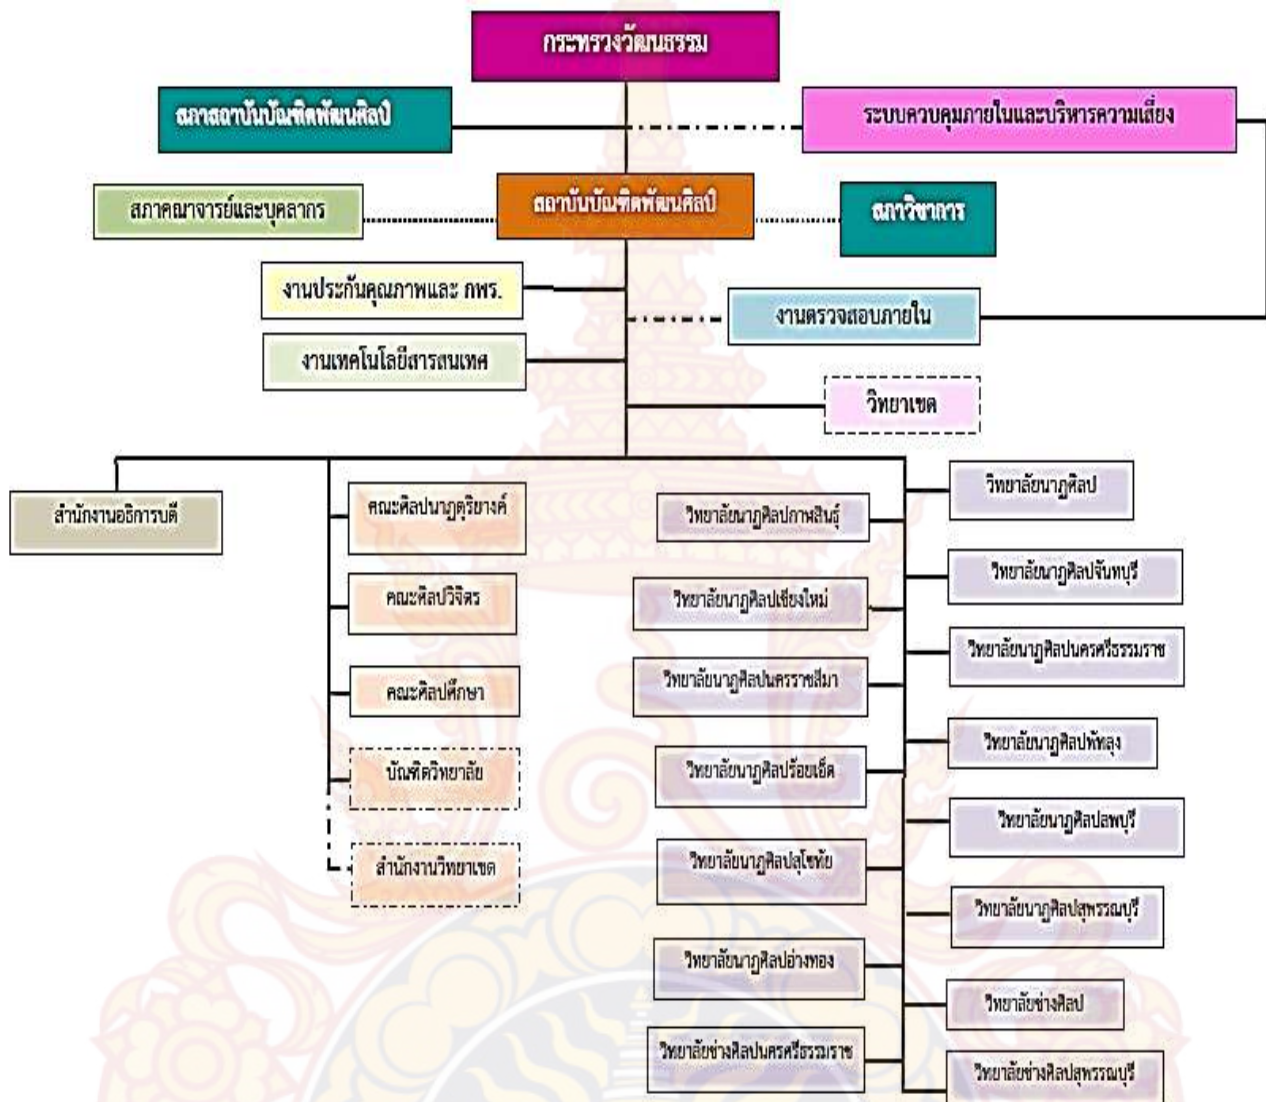 กระทรวงวัฒนธรรม
สภาสถาบันบัณฑิตพัฒนศิลป์
ระบบควบคุมภายในและบริหารความเสี่ยง
สภาคณาจารย์และบุคลากร
สถาบันบัณฑิตพัฒนศิลป์
สภาวิชาการ
งานประกันคุณภาพและ กพร.
งานตรวจสอบภายใน
งานเทคโนโลยีสารสนเทศ
วิทยาเขต
สำนักงานอธิการบดี
คณะศิลปนาฏดุริยางค์
คณะศิลปวิจิตร
คณะศิลปศึกษา
บัณฑิตวิทยาลัย
สำนักงานวิทยาเขต
วิทยาลัยนาฏศิลป
วิทยาลัยนาฏศิลปกาฬสินธุ์
วิทยาลัยนาฏศิลปจันทบุรี
วิทยาลัยนาฏศิลปเชียงใหม่
วิทยาลัยนาฏศิลปนครศรีธรรมราช
วิทยาลัยนาฏศิลปนครราชสีมา
วิทยาลัยนาฏศิลปพัทลุง
วิทยาลัยนาฏศิลปร้อยเอ็ด
วิทยาลัยนาฏศิลปลพบุรี
วิทยาลัยนาฏศิลปสุโขทัย
วิทยาลัยนาฏศิลปสุพรรณบุรี
วิทยาลัยนาฏศิลปอ่างทอง
วิทยาลัยช่างศิลป
วิทยาลัยช่างศิลปนครศรีธรรมราช
วิทยาลัยช่างศิลปสุพรรณบุรี